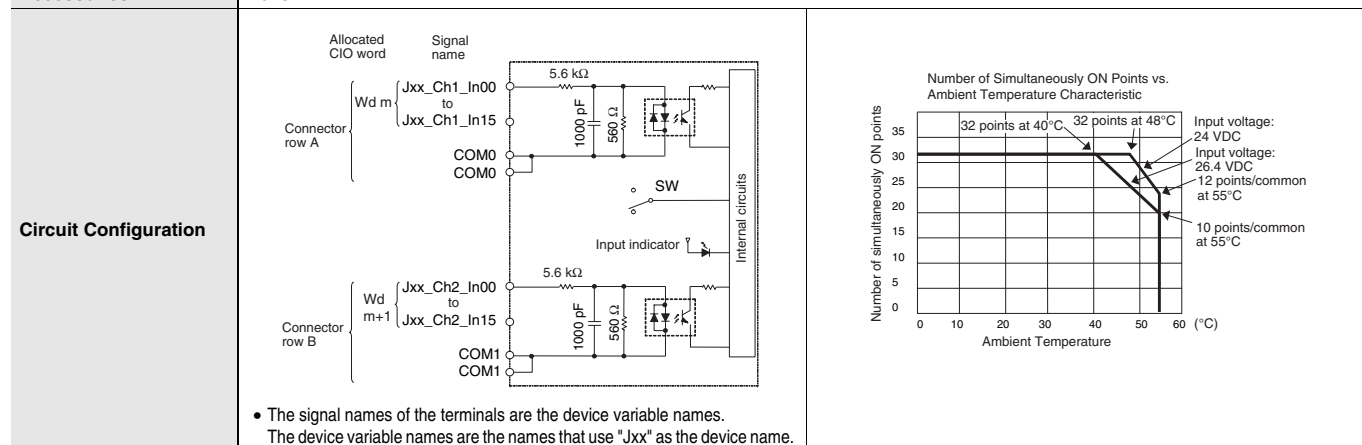 Circuit Configuration
Allocated
CIO word
Signal
name
Connector
row A
Wd m
Jxx_Ch1_In00
to
Jxx_Ch1_In15
COM0
COM0
5.6 kΩ
1000 pF
560 Ω
SW
Input indicator
Internal circuits
Connector
row B
Wd
m+1
Jxx_Ch2_In00
to
Jxx_Ch2_In15
COM1
COM1
5.6 kΩ
1000 pF
560 Ω
• The signal names of the terminals are the device variable names.
The device variable names are the names that use "Jxx" as the device name.
Number of Simultaneously ON Points vs.
Ambient Temperature Characteristic
Number of simultaneously ON points
35
30
25
20
15
10
5
0
32 points at 40°C
32 points at 48°C
Input voltage:
24 VDC
Input voltage:
26.4 VDC
12 points/common
at 55°C
10 points/common
at 55°C
0 10 20 30 40 50 60 (°C)
Ambient Temperature